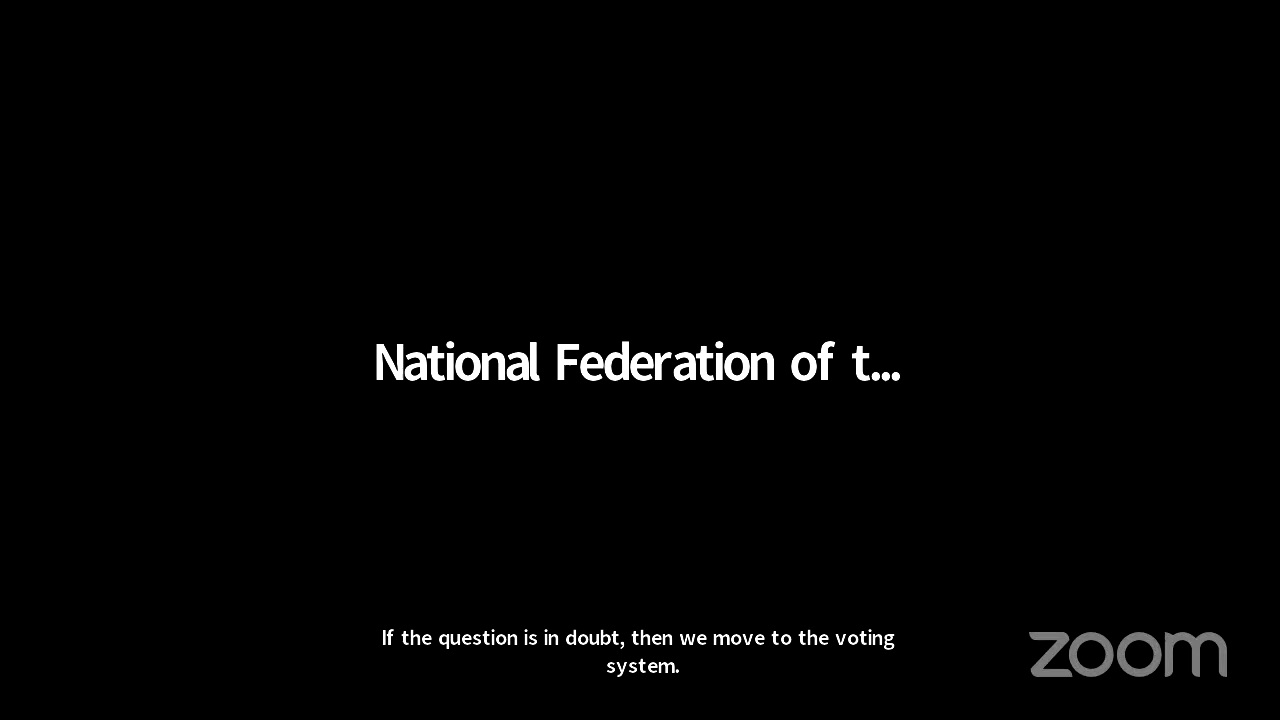 National Federation of t...
If the question is in doubt, then we move to the voting
system.
zoom